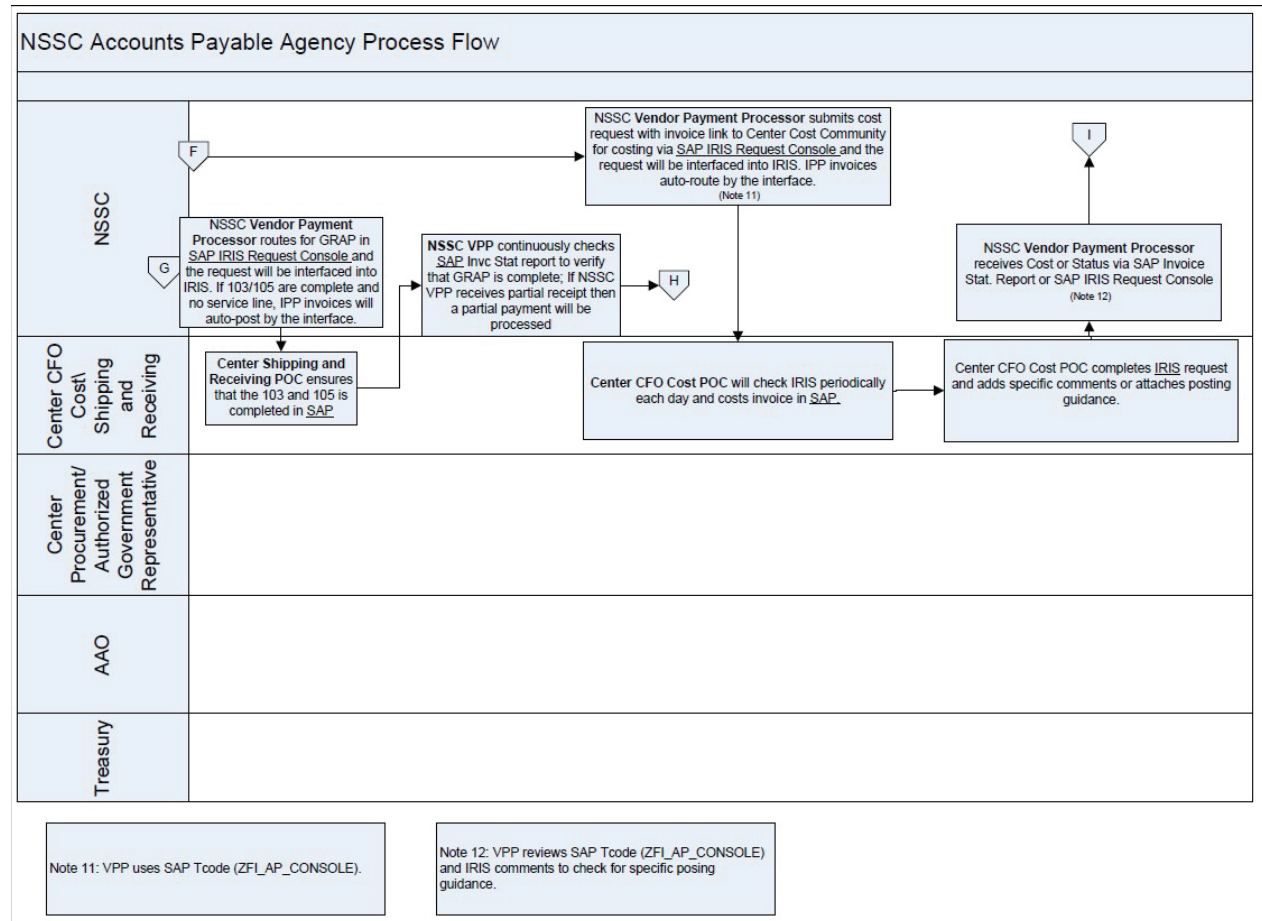 NSSC Accounts Payable Agency Process Flow
NSSC
F
NSSC Vendor Payment Processor submits cost
request with invoice link to Center Cost Community
for costing via SAP IRIS Request Console and the
request will be interfaced into IRIS. IPP invoices
auto-route by the interface.
(Note 11)
I
G
NSSC Vendor Payment
Processor routes for GRAP in
SAP IRIS Request Console and
the request will be interfaced into
IRIS. If 103/105 are complete and
no service line, IPP invoices will
auto-post by the interface.
NSSC VPP continuously checks
SAP Invc Stat report to verify
that GRAP is complete; If NSSC
VPP receives partial receipt then
a partial payment will be
processed
H
NSSC Vendor Payment Processor
receives Cost or Status via SAP Invoice
Stat. Report or SAP IRIS Request Console
(Note 12)
Center CFO
Cost\
Shipping
and
Receiving
Center Shipping and
Receiving POC ensures
that the 103 and 105 is
completed in SAP
Center CFO Cost POC will check IRIS periodically
each day and costs invoice in SAP.
Center CFO Cost POC completes IRIS request
and adds specific comments or attaches posting
guidance.
Center
Procurement/
Authorized
Government
Representative
AAO
Treasury
Note 11: VPP uses SAP Tcode (ZFI_AP_CONSOLE).
Note 12: VPP reviews SAP Tcode (ZFI_AP_CONSOLE)
and IRIS comments to check for specific posing
guidance.